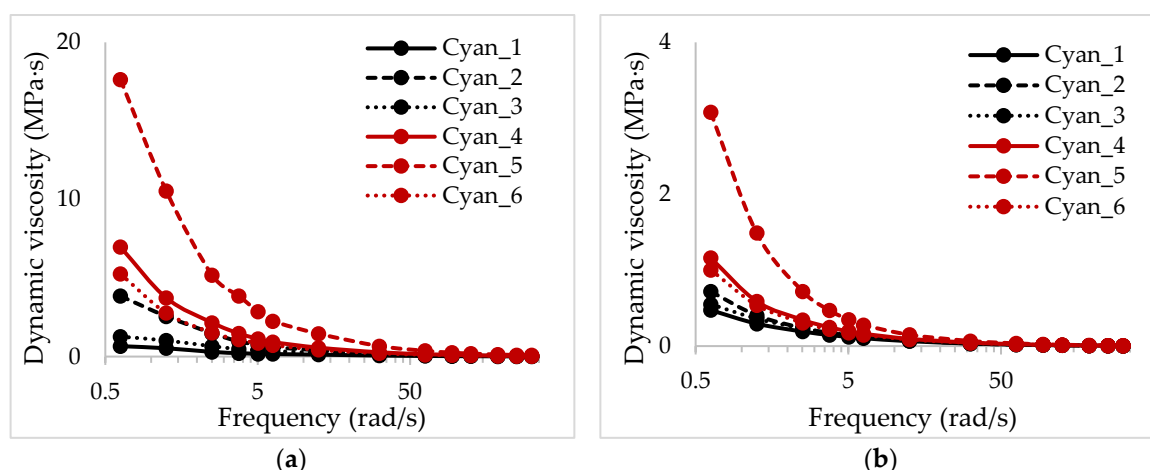 20
10
0
0.5
5
50
Dynamic viscosity (MPa·s)
Frequency (rad/s)
Cyan_1
Cyan_2
Cyan_3
Cyan_4
Cyan_5
Cyan_6
(a)
4
2
0
0.5
5
50
Dynamic viscosity (MPa·s)
Frequency (rad/s)
Cyan_1
Cyan_2
Cyan_3
Cyan_4
Cyan_5
Cyan_6
(b)